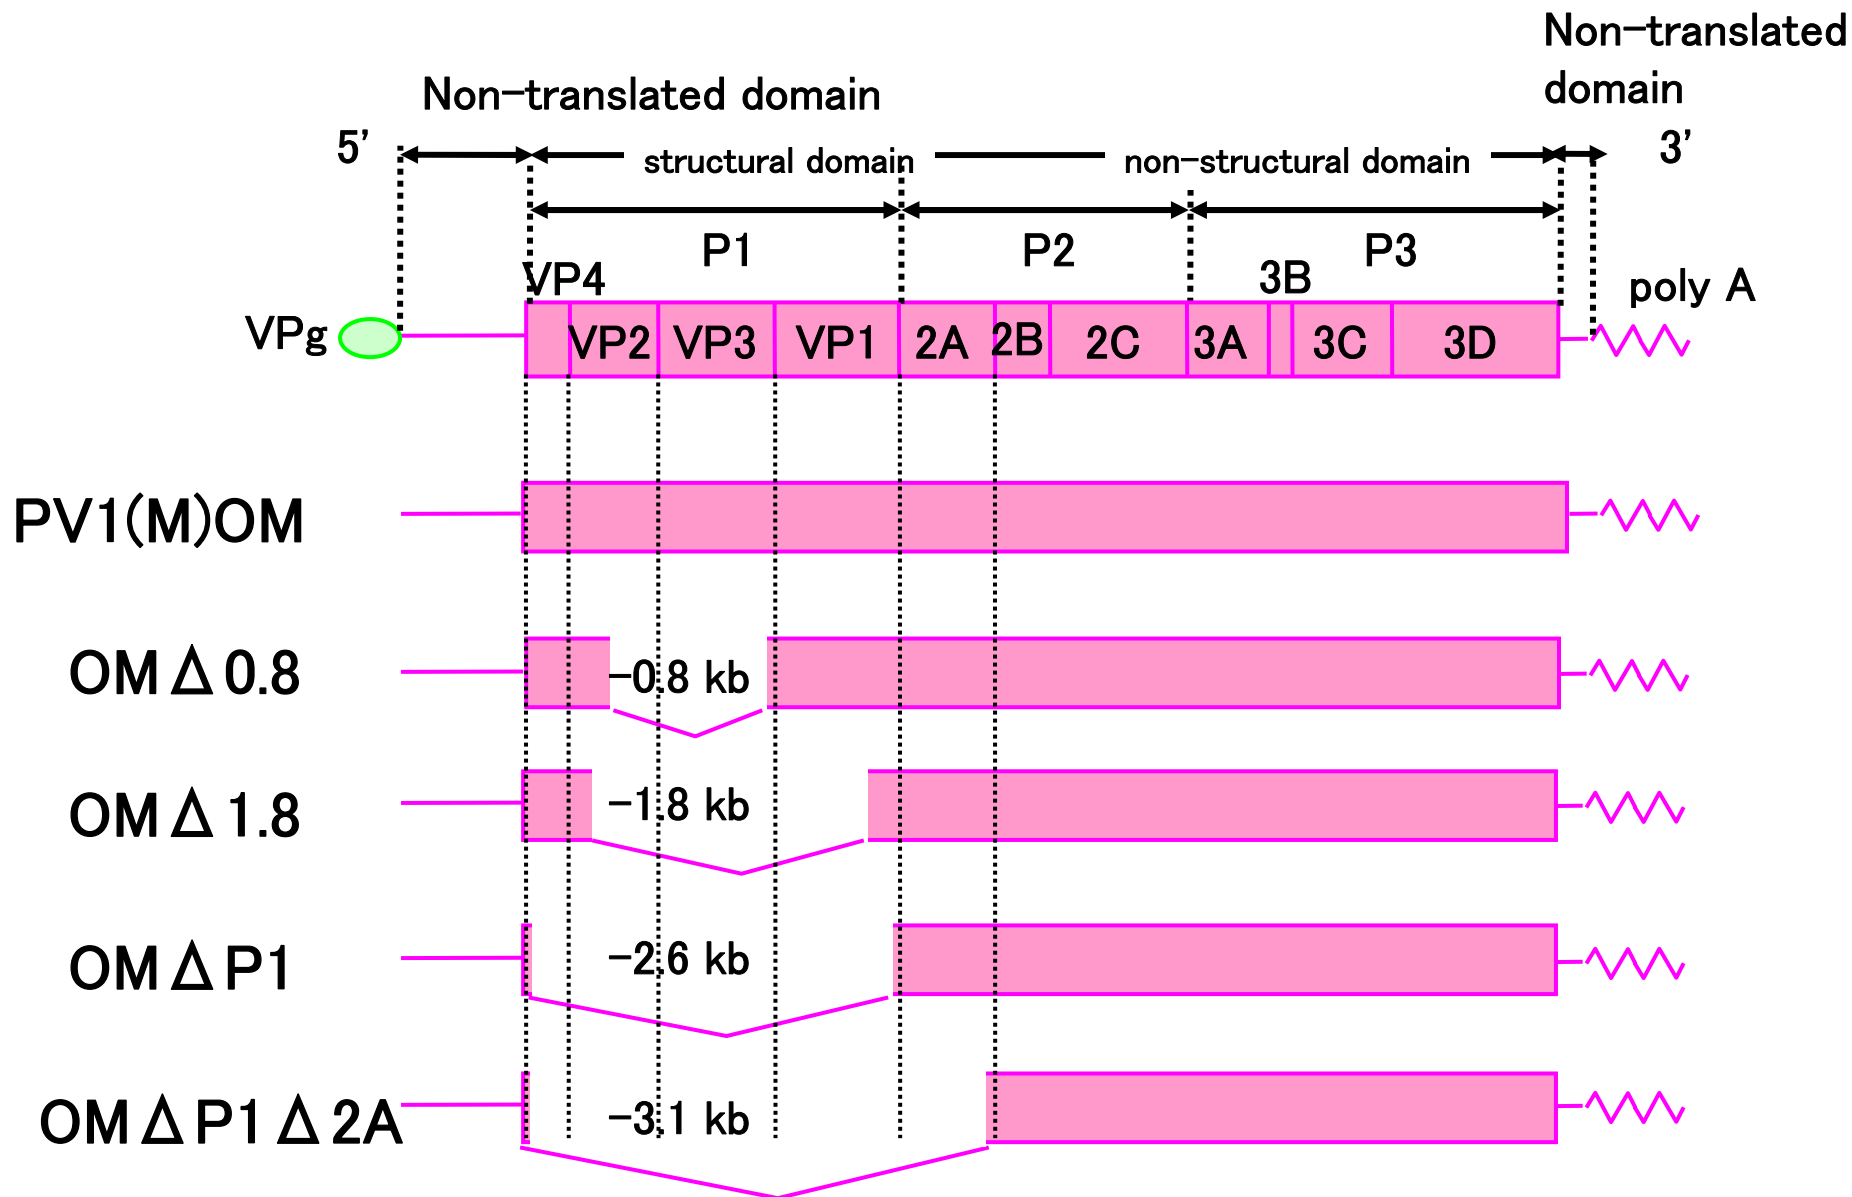 Non-translated
domain
Non-translated domain
5’
3’
structural domain
non-structural domain
P1
P2
P3
VP4
3B
poly A
VPg
VP2
VP3
VP1
2A
2B
2C
3A
3C
3D
PV1(M)OM
OMΔ0.8
-0.8 kb
OMΔ1.8
-1.8 kb
OMΔP1
-2.6 kb
OMΔP1Δ2A
-3.1 kb